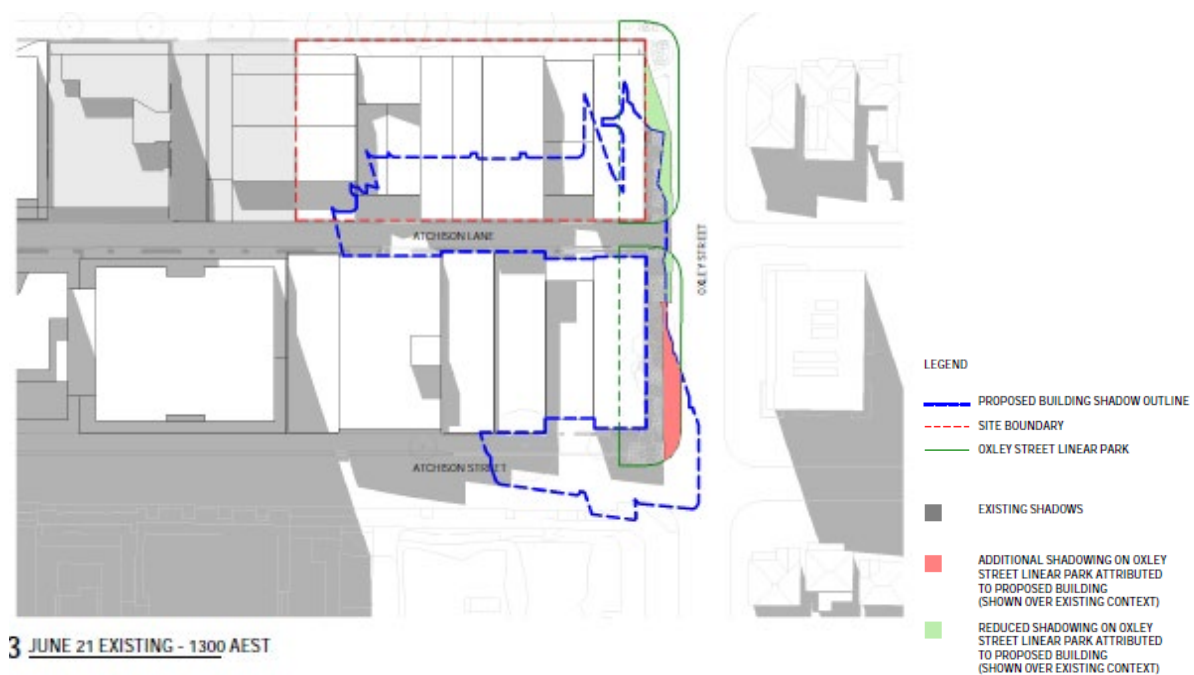 ATCHISON LANE
OXLEY STREET
ATCHISON STREET
LEGEND
PROPOSED BUILDING SHADOW OUTLINE
SITE BOUNDARY
OXLEY STREET LINEAR PARK
EXISTING SHADOWS
ADDITIONAL SHADOWING ON OXLEY
STREET LINEAR PARK ATTRIBUTED
TO PROPOSED BUILDING
(SHOWN OVER EXISTING CONTEXT)
REDUCED SHADOWING ON OXLEY
STREET LINEAR PARK ATTRIBUTED
TO PROPOSED BUILDING
(SHOWN OVER EXISTING CONTEXT)
3 JUNE 21 EXISTING - 1300 AEST